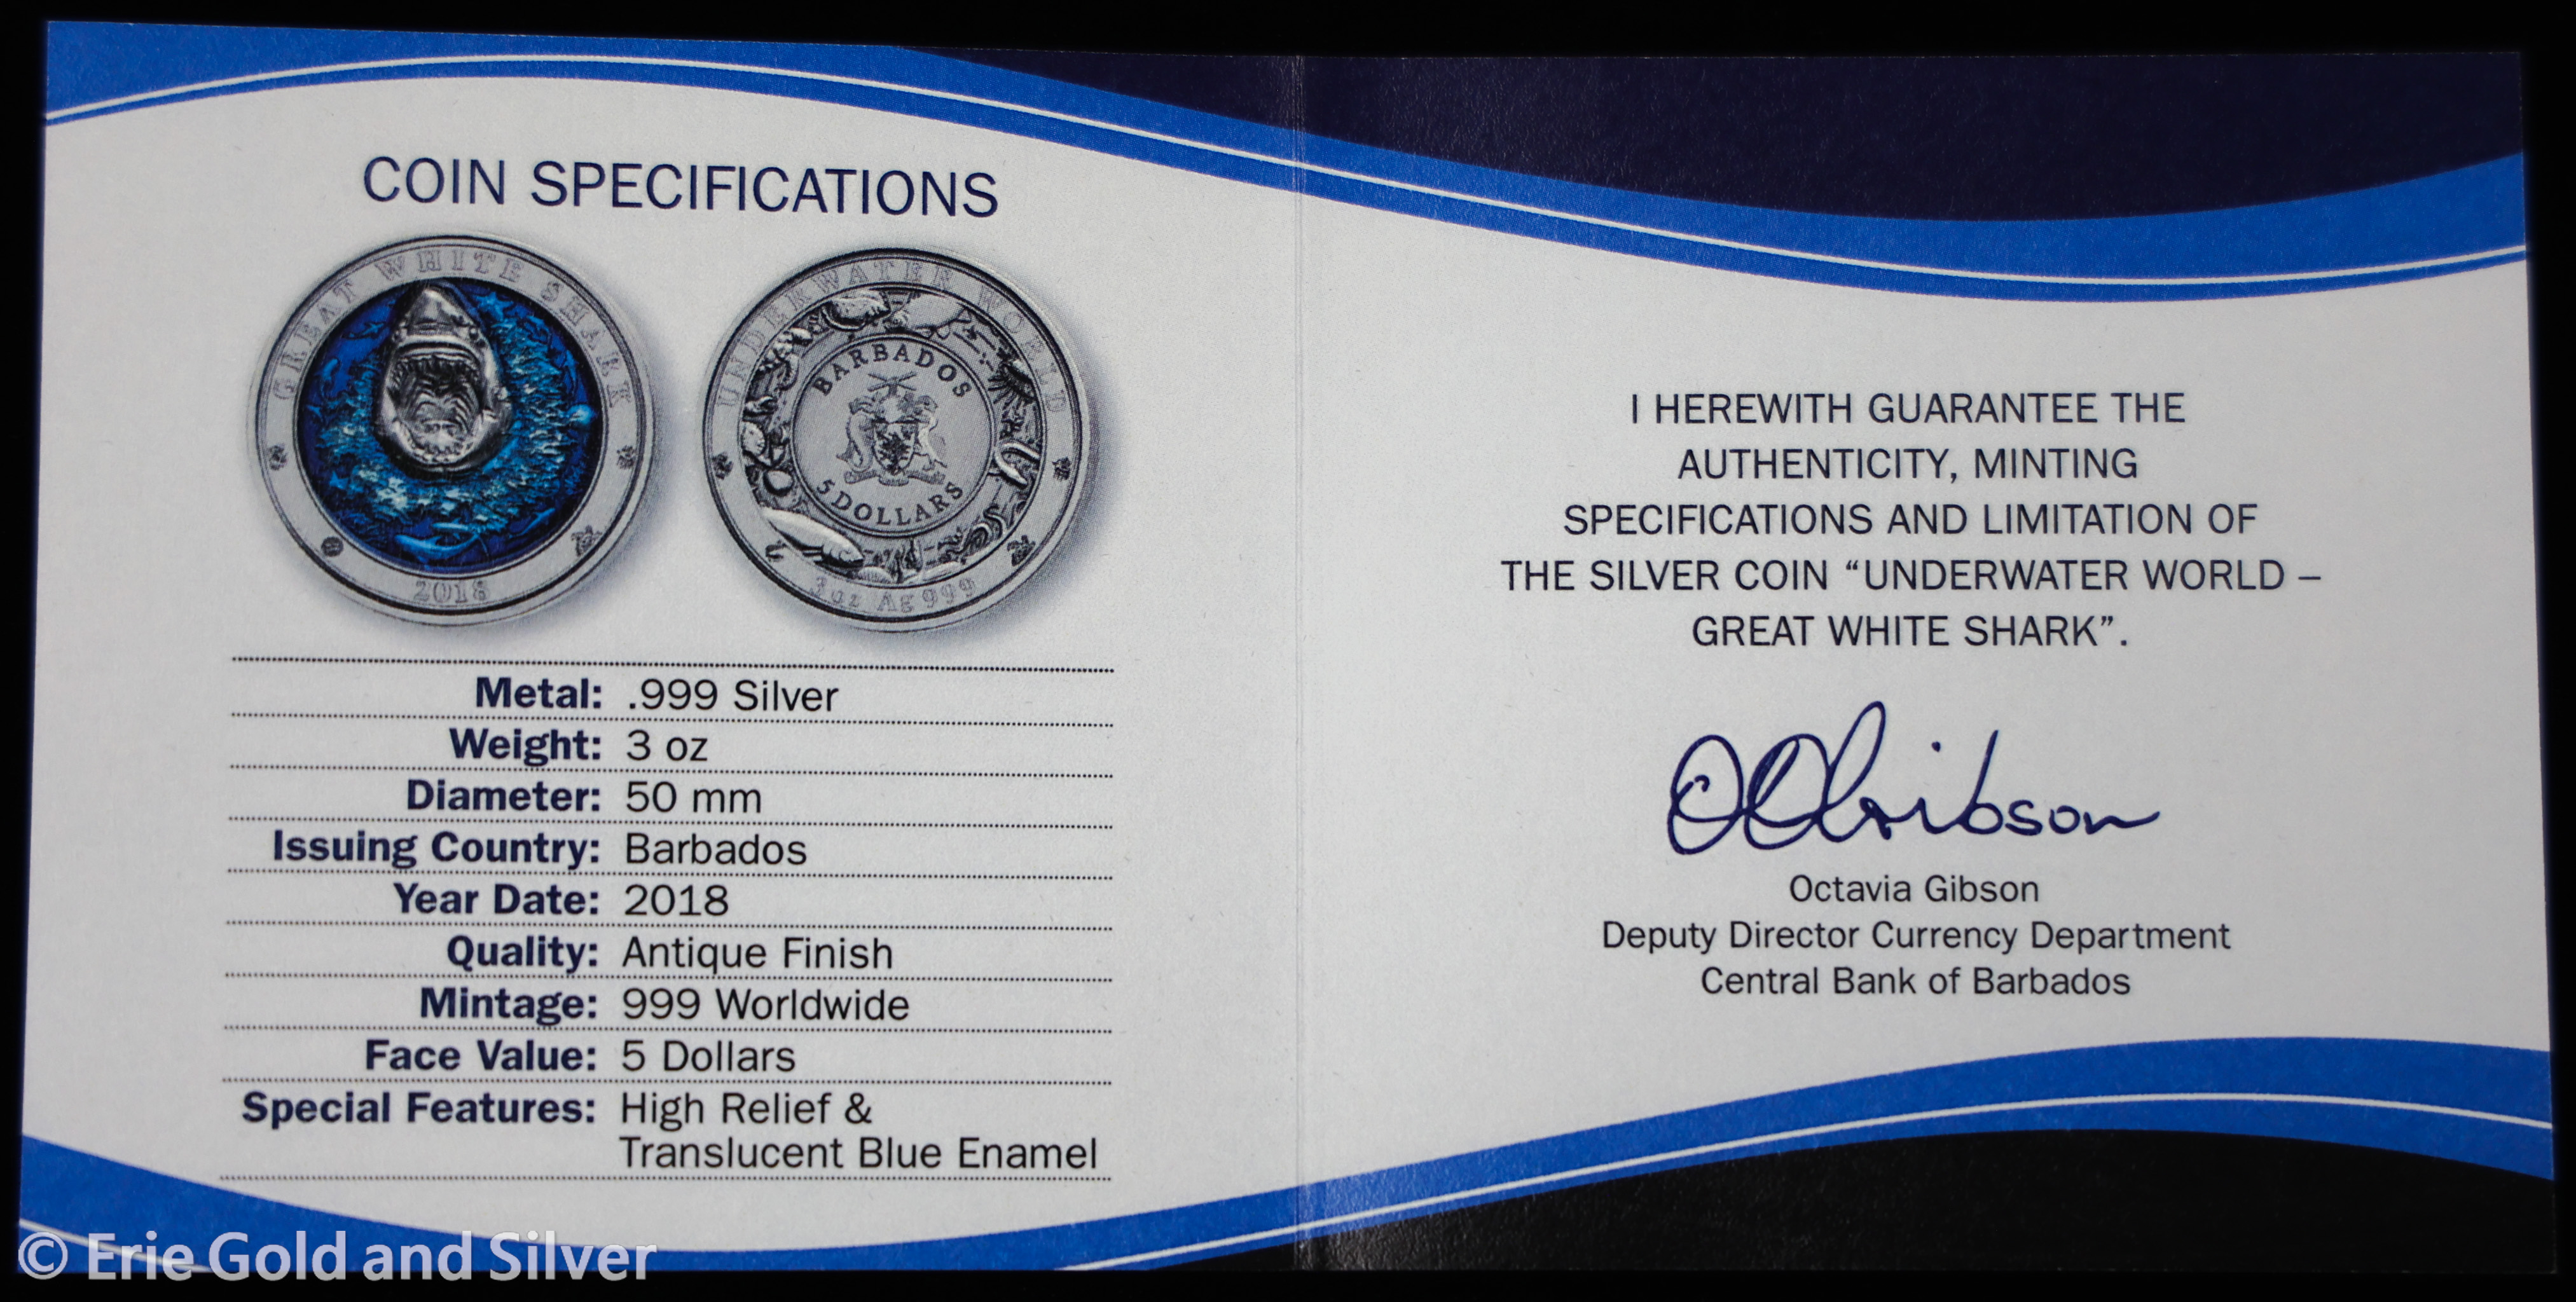 COIN SPECIFICATIONS
GREAT WHITE SHARK
2018
UNDERWATER WORLD
BARBADOS
5 DOLLARS
3 oz Ag 999
Metal: .999 Silver
Weight: 3 oz
Diameter: 50 mm
Issuing Country: Barbados
Year Date: 2018
Quality: Antique Finish
Mintage: 999 Worldwide
Face Value: 5 Dollars
Special Features: High Relief &
Translucent Blue Enamel
I HEREWITH GUARANTEE THE
AUTHENTICITY, MINTING
SPECIFICATIONS AND LIMITATION OF
THE SILVER COIN “UNDERWATER WORLD –
GREAT WHITE SHARK”.
OOGibson
Octavia Gibson
Deputy Director Currency Department
Central Bank of Barbados
© Erie Gold and Silver